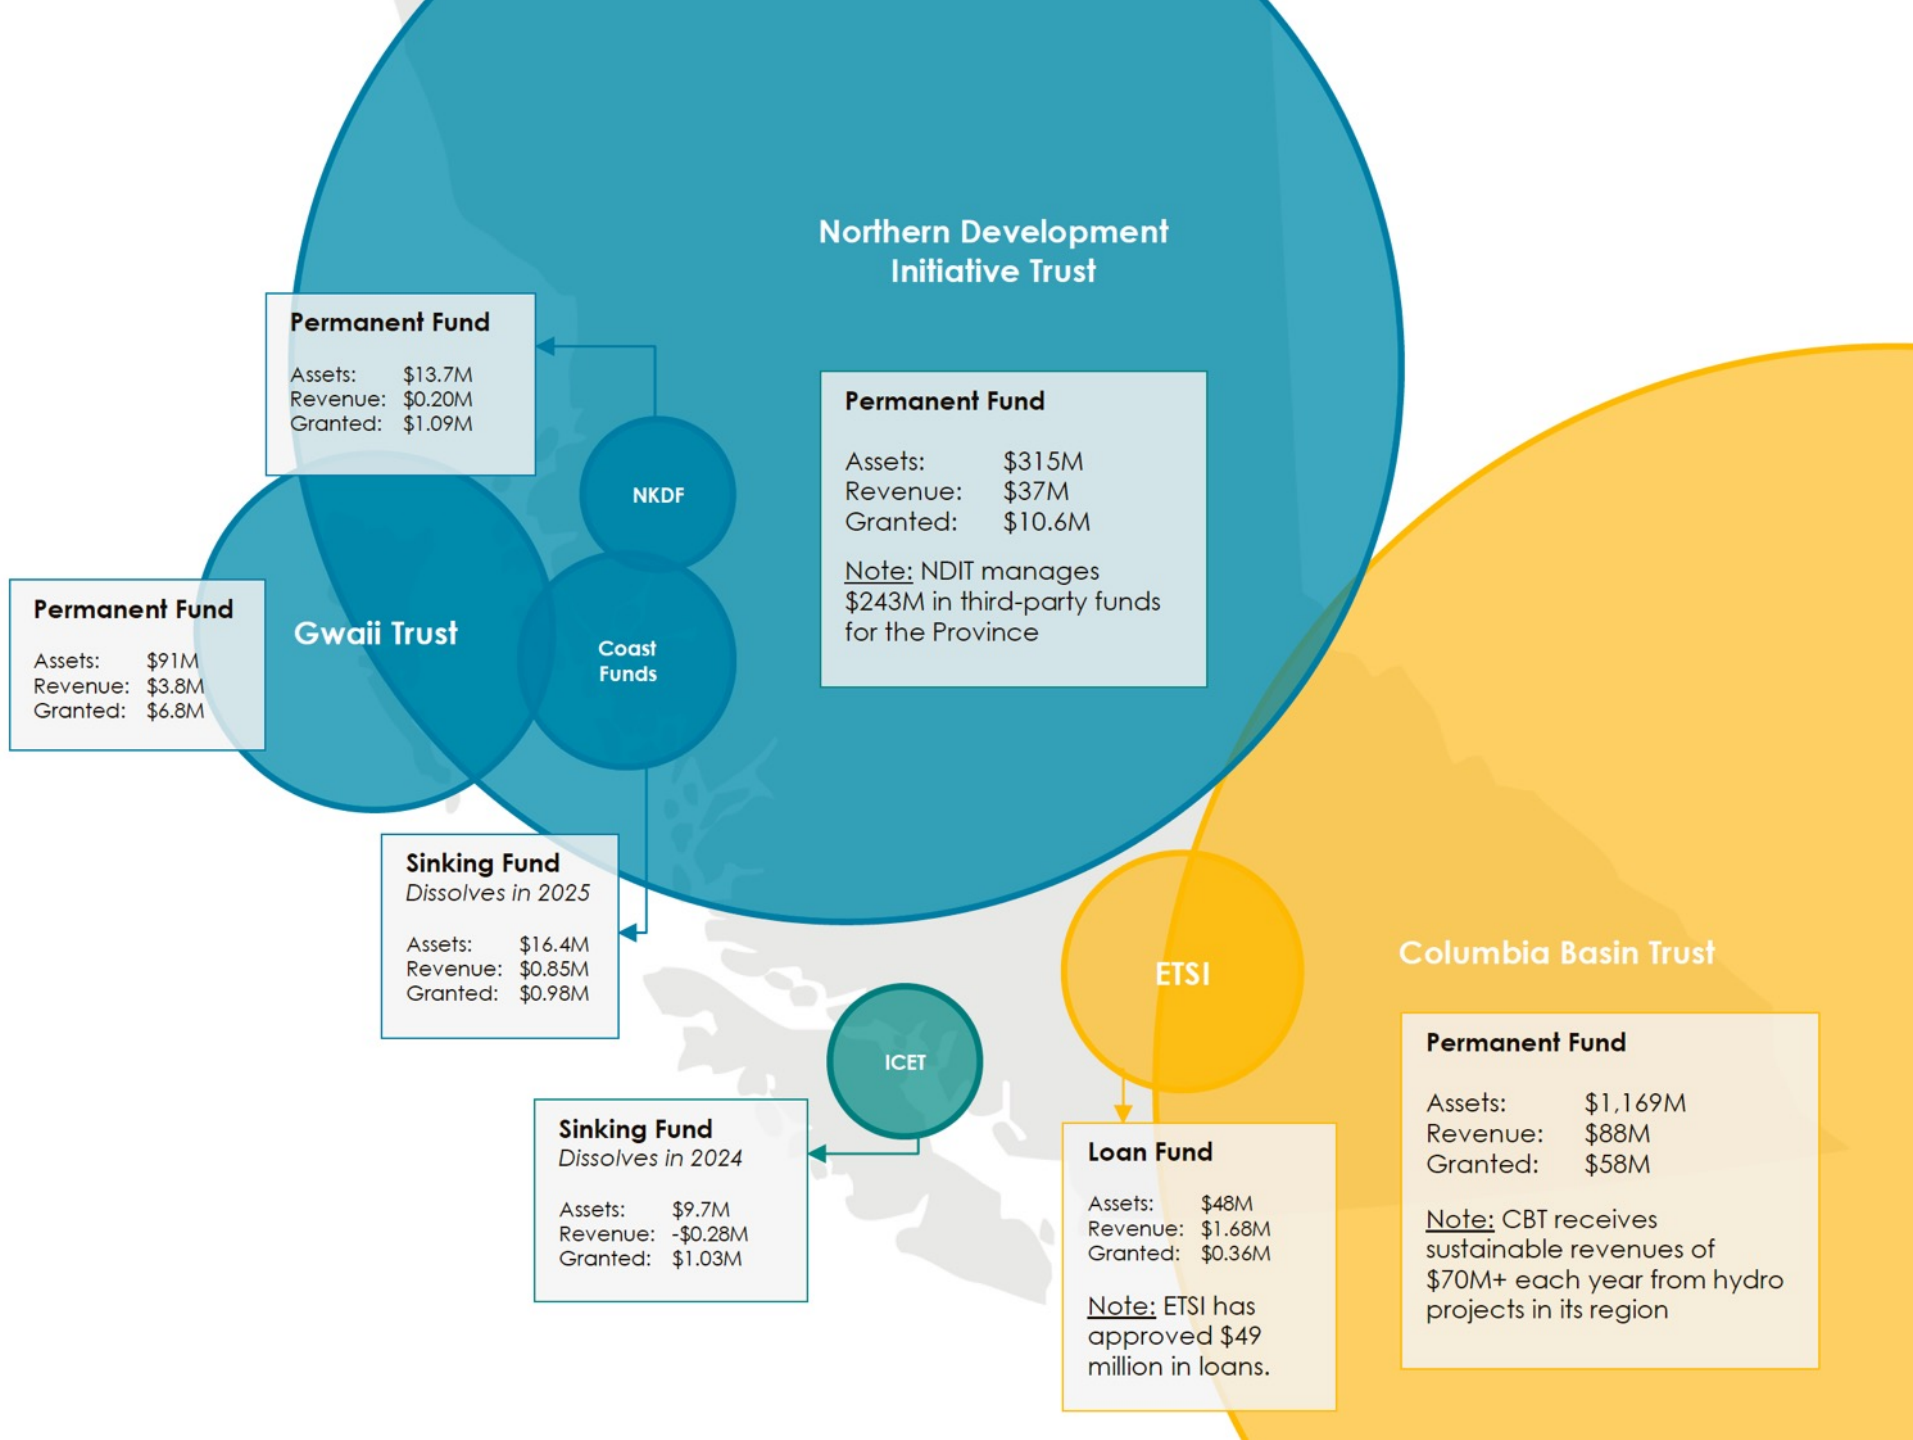 Northern Development
Initiative Trust
Permanent Fund
Assets: $13.7M
Revenue: $0.20M
Granted: $1.09M
NKDF
Permanent Fund
Assets: $315M
Revenue: $37M
Granted: $10.6M
Note: NDIT manages
$243M in third-party funds
for the Province
Permanent Fund
Assets: $91M
Revenue: $3.8M
Granted: $6.8M
Gwaii Trust
Coast
Funds
Sinking Fund
Dissolves in 2025
Assets: $16.4M
Revenue: $0.85M
Granted: $0.98M
ICET
Sinking Fund
Dissolves in 2024
Assets: $9.7M
Revenue: -$0.28M
Granted: $1.03M
ETSI
Loan Fund
Assets: $48M
Revenue: $1.68M
Granted: $0.36M
Note: ETSI has
approved $49
million in loans.
Columbia Basin Trust
Permanent Fund
Assets: $1,169M
Revenue: $88M
Granted: $58M
Note: CBT receives
sustainable revenues of
$70M+ each year from hydro
projects in its region